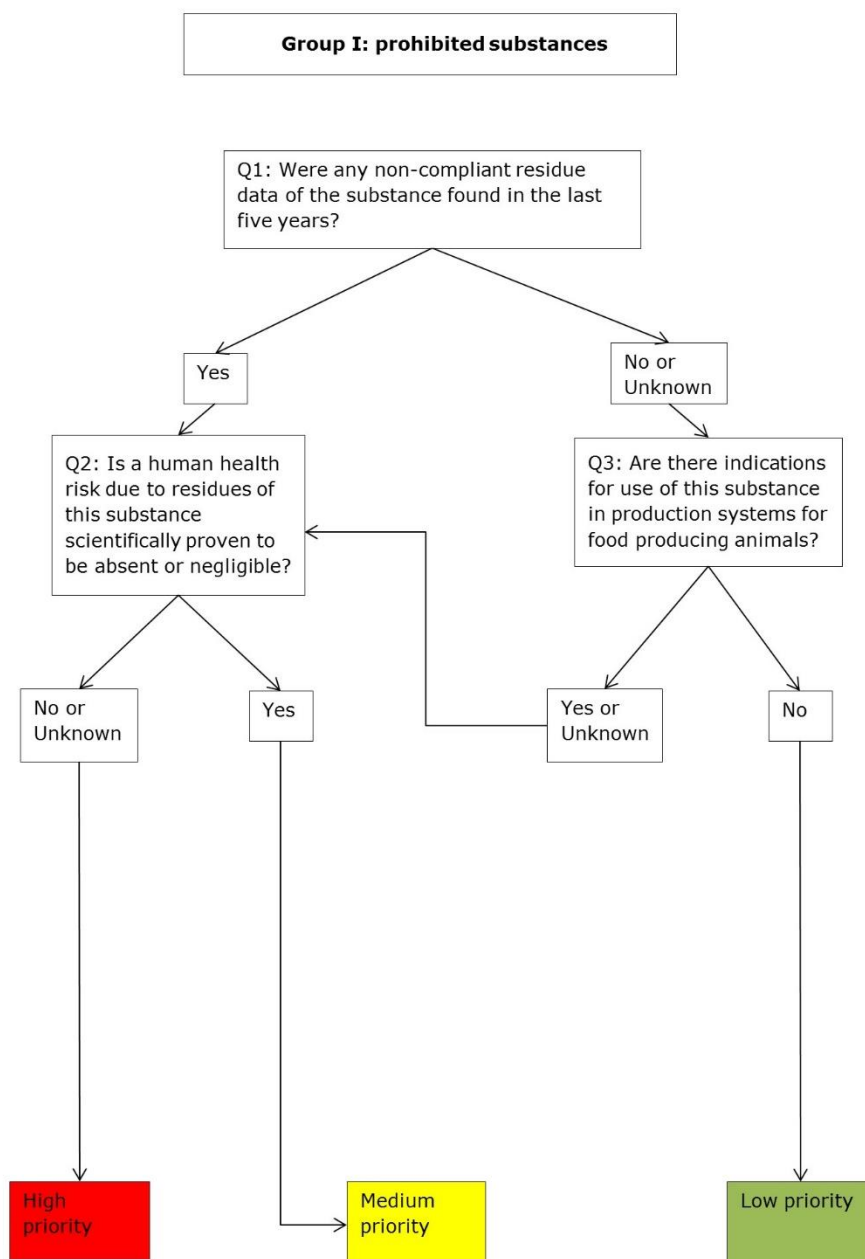 Group I: prohibited substances
Q1: Were any non-compliant residue
data of the substance found in the last
five years?
Yes
No or
Unknown
Q2: Is a human health
risk due to residues of
this substance
scientifically proven to
be absent or negligible?
Q3: Are there indications
for use of this substance
in production systems for
food producing animals?
No or
Unknown
Yes
Yes or
Unknown
No
High
priority
Medium
priority
Low priority